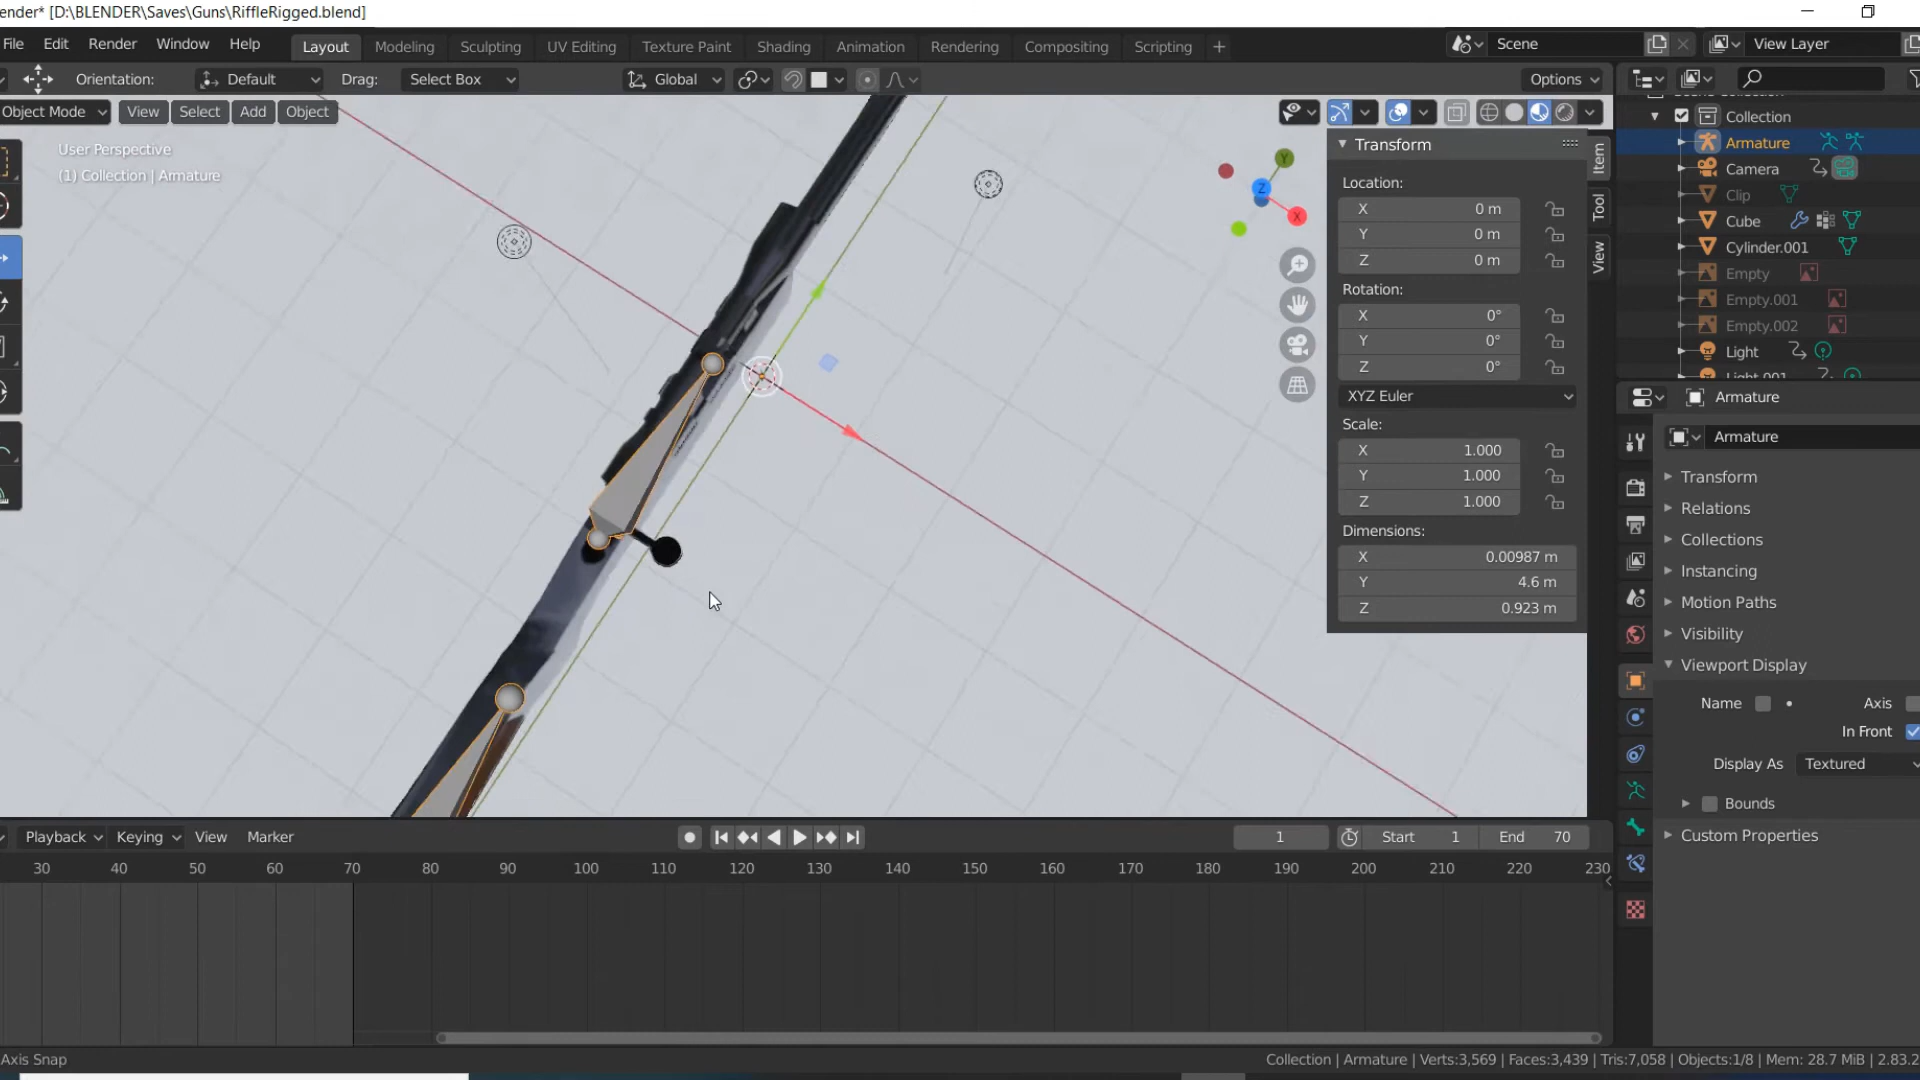 ender* [D:\BLENDER\Saves\Guns\RiffleRigged.blend]
File Edit Render Window Help Layout Modeling Sculpting UV Editing Texture Paint Shading Animation Rendering Compositing Scripting + Scene View Layer
Orientation: Default Drag: Select Box Global Options
Object Mode View Select Add Object
User Perspective
(1) Collection | Armature
Transform
Location:
X 0 m
Y 0 m
Z 0 m
Rotation:
X 0°
Y 0°
Z 0°
XYZ Euler
Scale:
X 1.000
Y 1.000
Z 1.000
Dimensions:
X 0.00987 m
Y 4.6 m
Z 0.923 m
Item
Tool
View
Y
Z
X
Collection
Armature
Camera
Clip
Cube
Cylinder.001
Empty
Empty.001
Empty.002
Light
Light.001
Armature
Armature
Transform
Relations
Collections
Instancing
Motion Paths
Visibility
Viewport Display
Name Axis
In Front
Display As Textured
Bounds
Custom Properties
Playback Keying View Marker 1 Start 1 End 70
30 40 50 60 70 80 90 100 110 120 130 140 150 160 170 180 190 200 210 220 230
Axis Snap
Collection | Armature | Verts:3,569 | Faces:3,439 | Tris:7,058 | Objects:1/8 | Mem: 28.7 MiB | 2.83.2